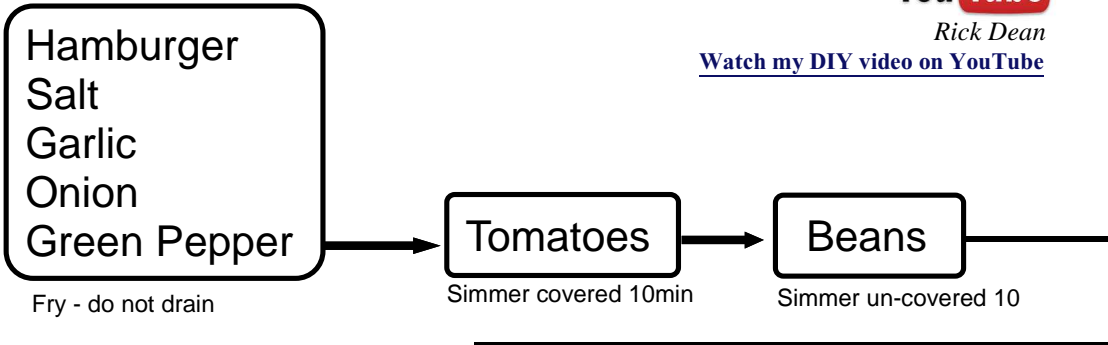 Rick Dean
Watch my DIY video on YouTube
Hamburger
Salt
Garlic
Onion
Green Pepper
Fry - do not drain
Tomatoes
Simmer covered 10min
Beans
Simmer un-covered 10